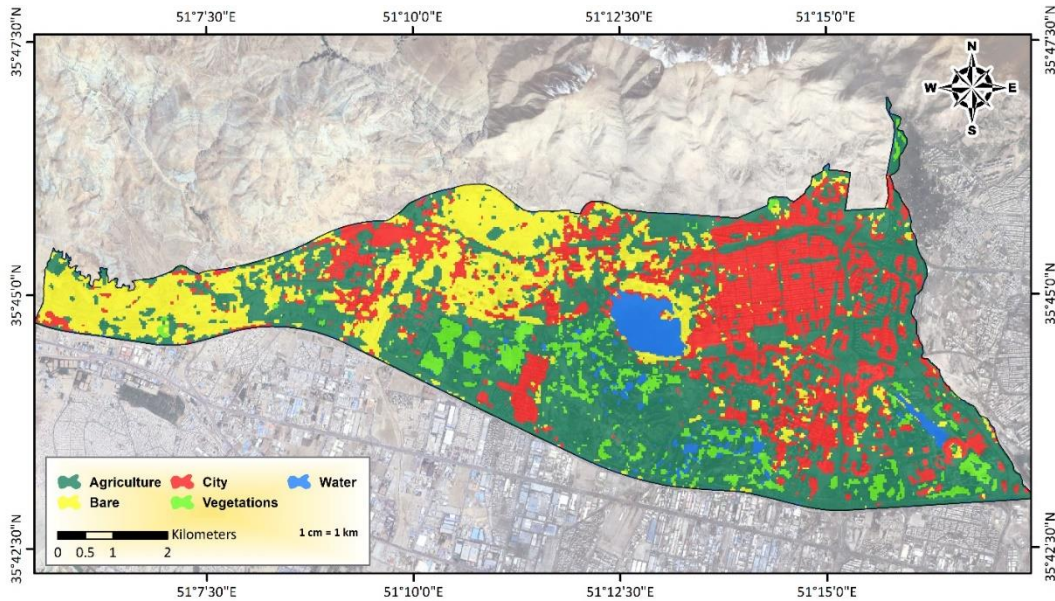 51°7'30"E 51°10'0"E 51°12'30"E 51°15'0"E
35°47'30"N 35°47'30"N
N
W E
S
35°45'0"N 35°45'0"N
Agriculture City Water
Bare Vegetations
Kilometers 1 cm = 1 km
0 0.5 1 2
35°42'30"N 35°42'30"N
51°7'30"E 51°10'0"E 51°12'30"E 51°15'0"E